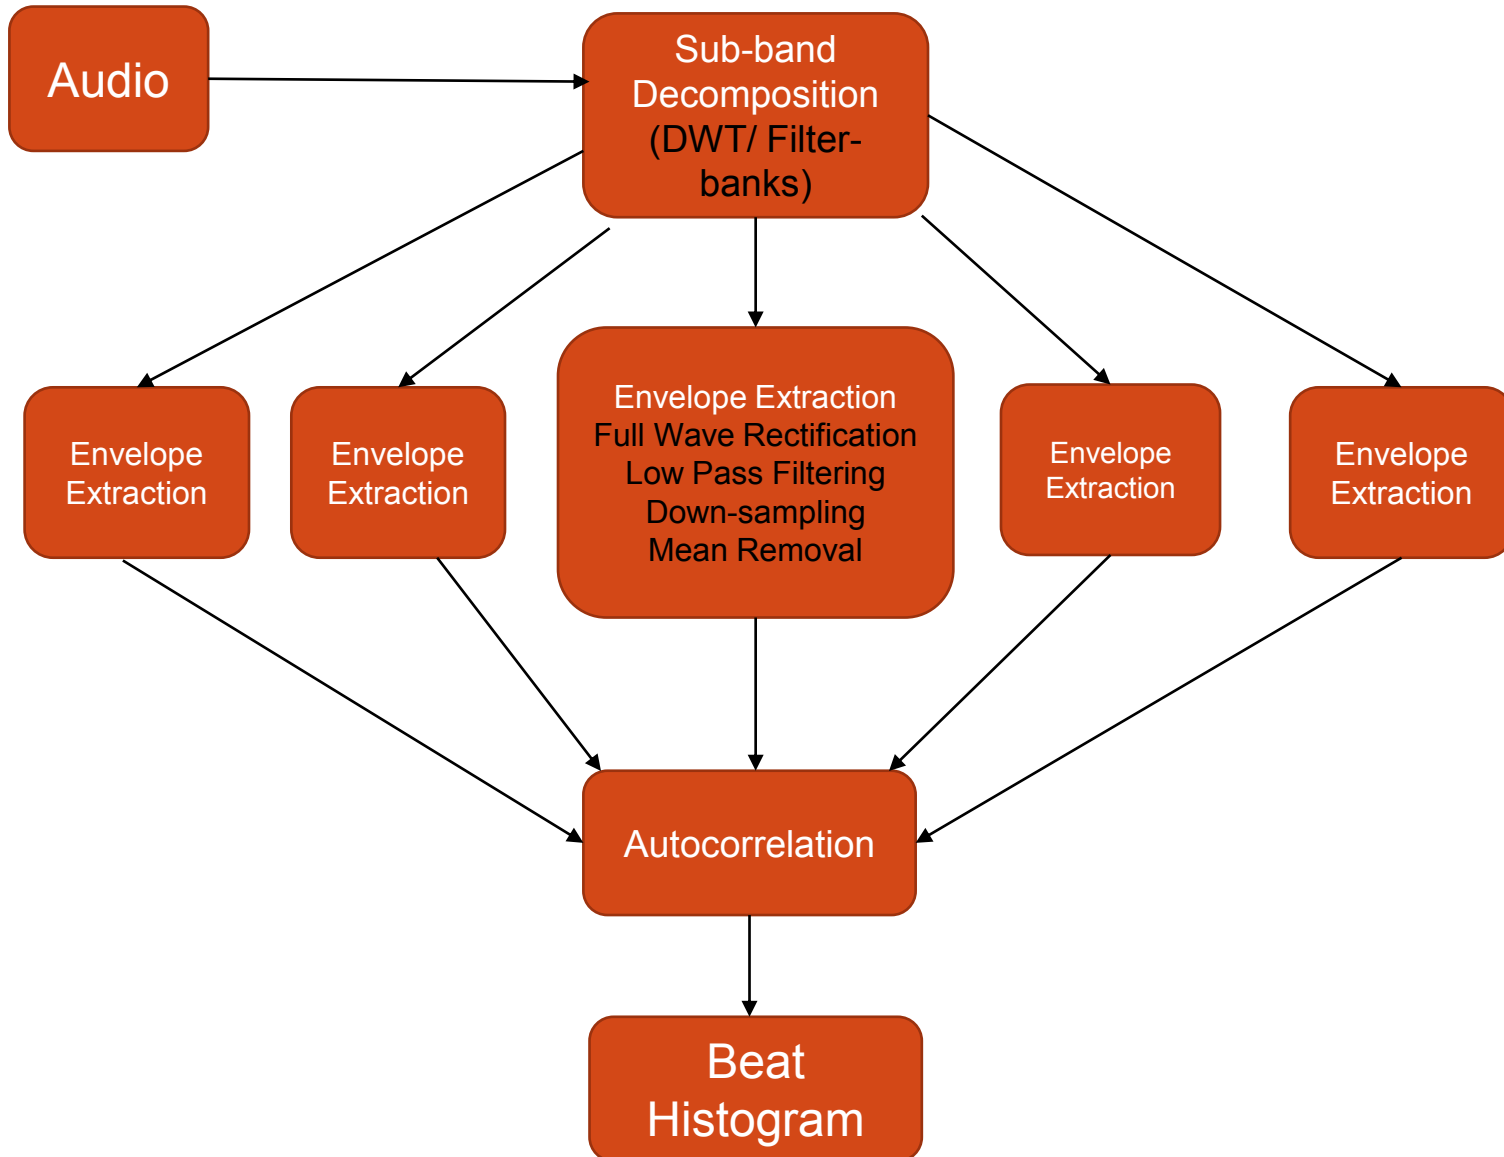 Audio
Sub-band
Decomposition
(DWT/ Filter-
banks)
Envelope
Extraction
Envelope
Extraction
Envelope Extraction
Full Wave Rectification
Low Pass Filtering
Down-sampling
Mean Removal
Envelope
Extraction
Envelope
Extraction
Autocorrelation
Beat
Histogram